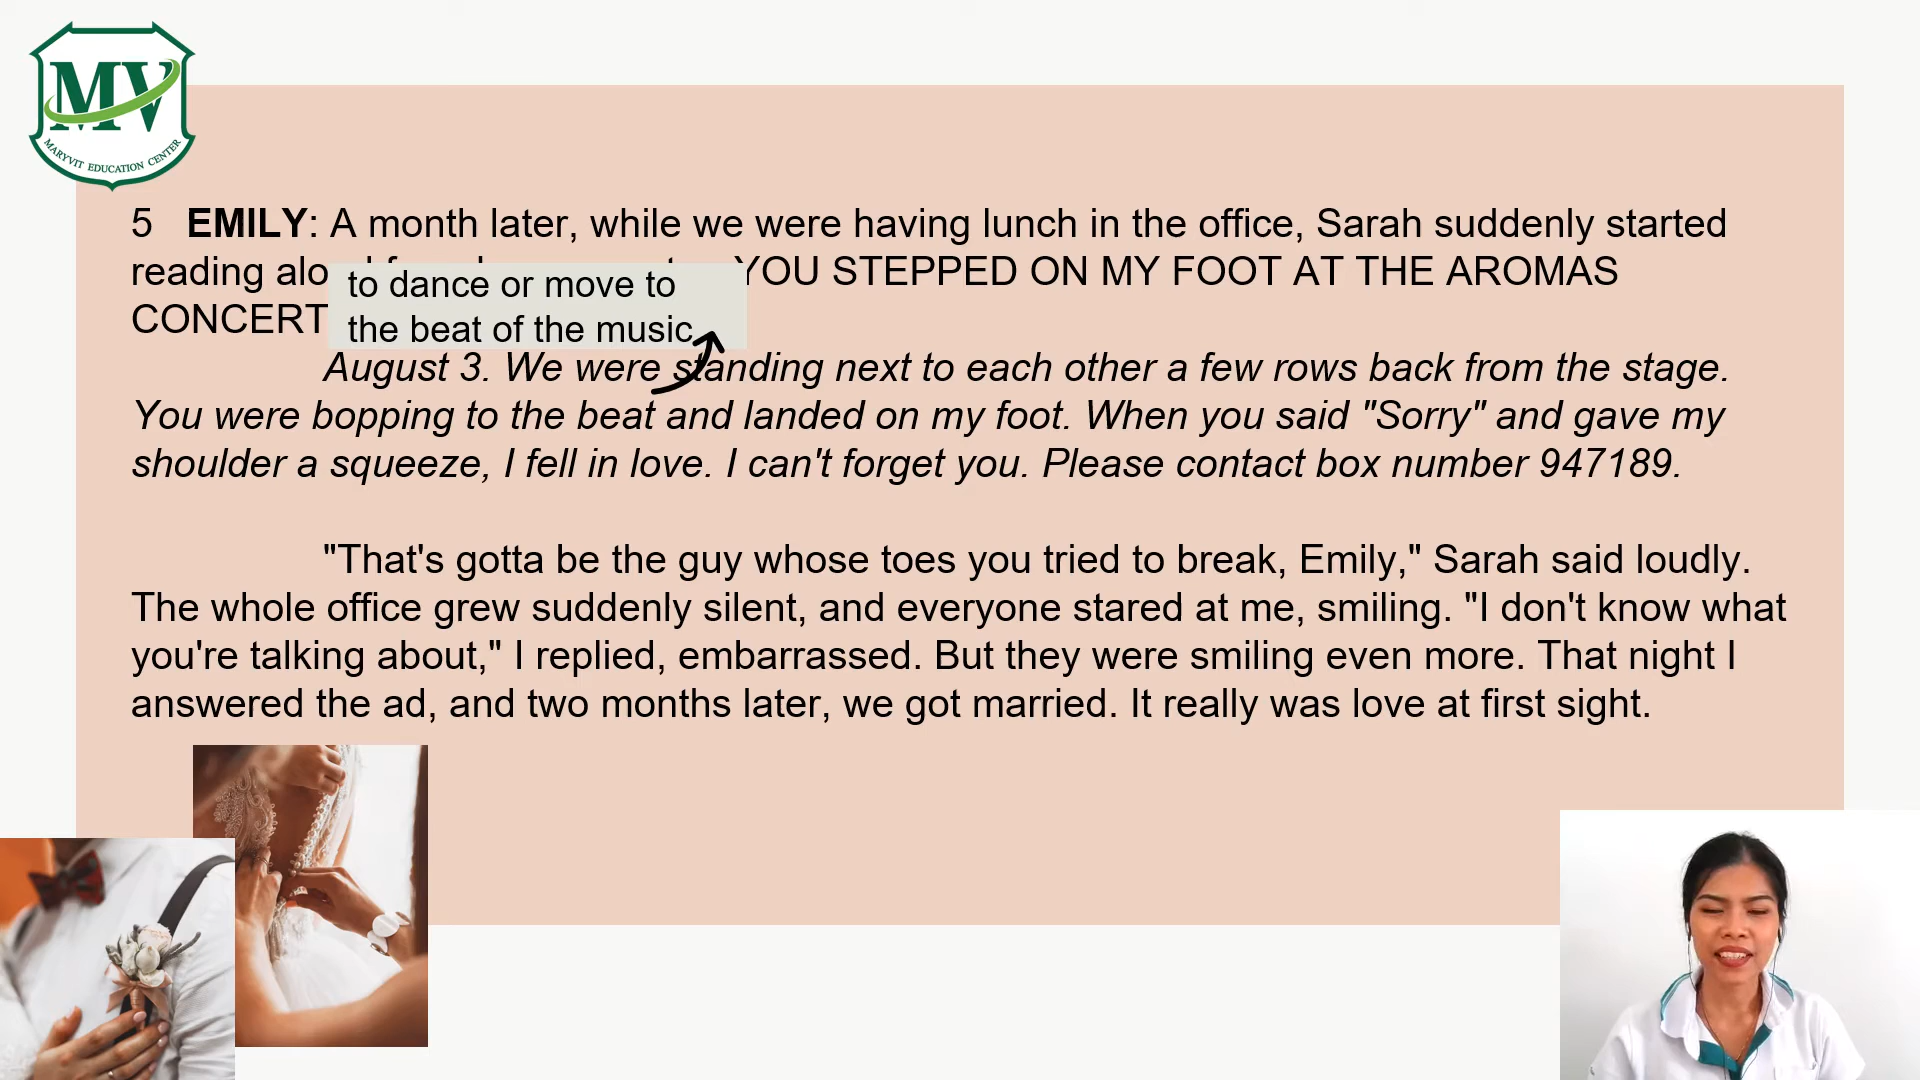 MV
MARYVIT EDUCATION CENTER
5 EMILY: A month later, while we were having lunch in the office, Sarah suddenly started
reading YOU STEPPED ON MY FOOT AT THE AROMAS
CONCERT
to dance or move to
the beat of the music
August 3. We were standing next to each other a few rows back from the stage.
You were bopping to the beat and landed on my foot. When you said "Sorry" and gave my
shoulder a squeeze, I fell in love. I can't forget you. Please contact box number 947189.
"That's gotta be the guy whose toes you tried to break, Emily," Sarah said loudly.
The whole office grew suddenly silent, and everyone stared at me, smiling. "I don't know what
you're talking about," I replied, embarrassed. But they were smiling even more. That night I
answered the ad, and two months later, we got married. It really was love at first sight.